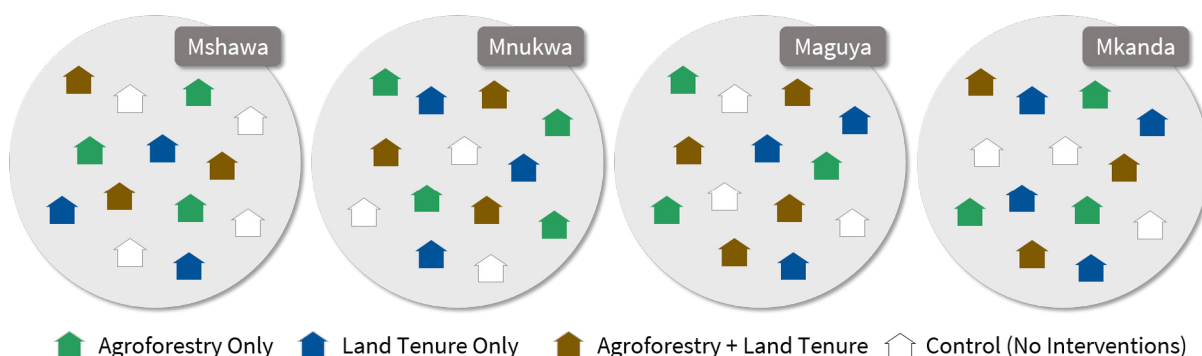 Mshawa
Mnukwa
Maguya
Mkanda
Agroforestry Only
Land Tenure Only
Agroforestry + Land Tenure
Control (No Interventions)